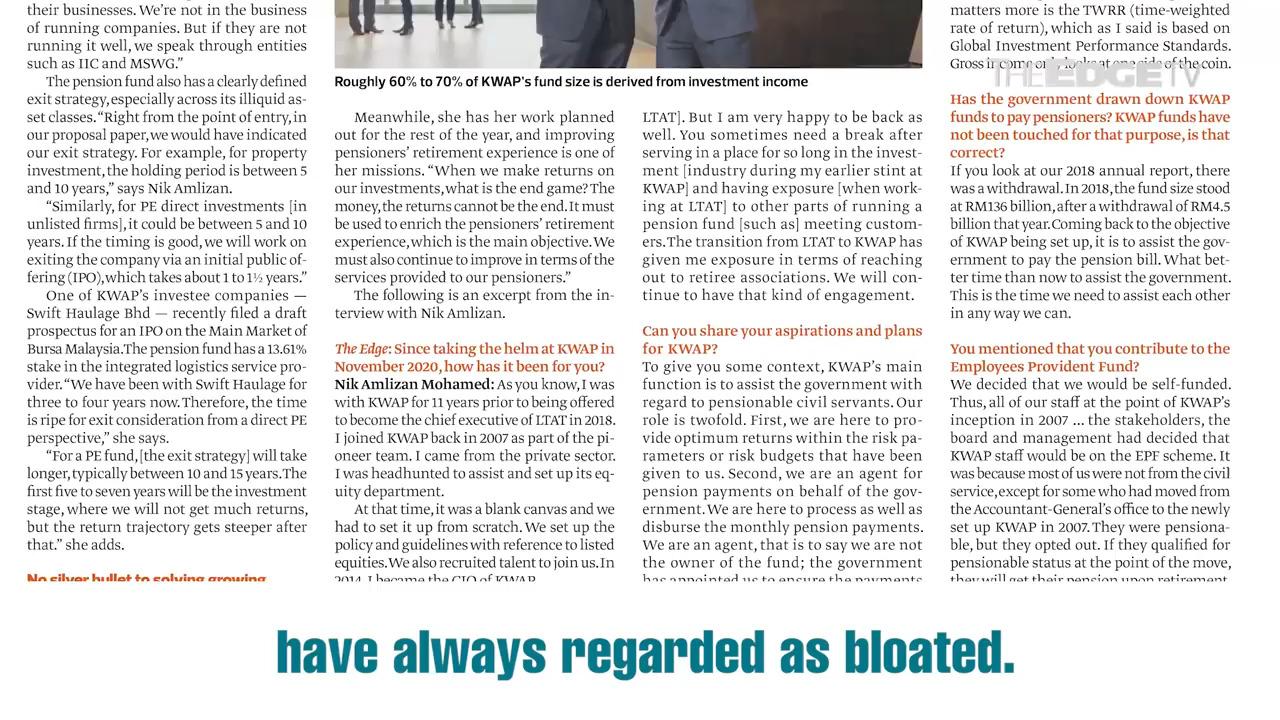 their businesses. We're not in the business
of running companies. But if they are not
running it well, we speak through entities
such as IIC and MSWG."
The pension fund also has a clearly defined
exit strategy, especially across its illiquid as-
set classes. "Right from the point of entry, in
our proposal paper, we would have indicated
our exit strategy. For example, for property
investment, the holding period is between 5
and 10 years," says Nik Amlizan.
"Similarly, for PE direct investments [in
unlisted firms], it could be between 5 and 10
years. If the timing is good, we will work on
exiting the company via an initial public of-
fering (IPO), which takes about 1 to 1½ years."
One of KWAP's investee companies —
Swift Haulage Bhd — recently filed a draft
prospectus for an IPO on the Main Market of
Bursa Malaysia. The pension fund has a 13.61%
stake in the integrated logistics service pro-
vider. "We have been with Swift Haulage for
three to four years now. Therefore, the time
is ripe for exit consideration from a direct PE
perspective," she says.
"For a PE fund, [the exit strategy] will take
longer, typically between 10 and 15 years. The
first five to seven years will be the investment
stage, where we will not get much returns,
but the return trajectory gets steeper after
that." she adds.
No silver bullet to solving growing
Roughly 60% to 70% of KWAP's fund size is derived from investment income
Meanwhile, she has her work planned
out for the rest of the year, and improving
pensioners' retirement experience is one of
her missions. "When we make returns on
our investments, what is the end game? The
money, the returns cannot be the end. It must
be used to enrich the pensioners' retirement
experience, which is the main objective. We
must also continue to improve in terms of the
services provided to our pensioners."
The following is an excerpt from the in-
terview with Nik Amlizan.
The Edge: Since taking the helm at KWAP in
November 2020, how has it been for you?
Nik Amlizan Mohamed: As you know, I was
with KWAP for 11 years prior to being offered
to become the chief executive of LTAT in 2018.
I joined KWAP back in 2007 as part of the pi-
oneer team. I came from the private sector.
I was headhunted to assist and set up its eq-
uity department.
At that time, it was a blank canvas and we
had to set it up from scratch. We set up the
policy and guidelines with reference to listed
equities. We also recruited talent to join us. In
2014, I became the CIO of KWAP
LTAT]. But I am very happy to be back as
well. You sometimes need a break after
serving in a place for so long in the invest-
ment [industry during my earlier stint at
KWAP] and having exposure [when work-
ing at LTAT] to other parts of running a
pension fund [such as] meeting custom-
ers. The transition from LTAT to KWAP has
given me exposure in terms of reaching
out to retiree associations. We will con-
tinue to have that kind of engagement.
Can you share your aspirations and plans
for KWAP?
To give you some context, KWAP's main
function is to assist the government with
regard to pensionable civil servants. Our
role is twofold. First, we are here to pro-
vide optimum returns within the risk pa-
rameters or risk budgets that have been
given to us. Second, we are an agent for
pension payments on behalf of the gov-
ernment. We are here to process as well as
disburse the monthly pension payments.
We are an agent, that is to say we are not
the owner of the fund; the government
has appointed us to ensure the payments
matters more is the TWRR (time-weighted
rate of return), which as I said is based on
Global Investment Performance Standards.
Gross income only looks at one side of the coin.
THE EDGE TV
Has the government drawn down KWAP
funds to pay pensioners? KWAP funds have
not been touched for that purpose, is that
correct?
If you look at our 2018 annual report, there
was a withdrawal. In 2018, the fund size stood
at RM136 billion, after a withdrawal of RM4.5
billion that year. Coming back to the objective
of KWAP being set up, it is to assist the gov-
ernment to pay the pension bill. What bet-
ter time than now to assist the government.
This is the time we need to assist each other
in any way we can.
You mentioned that you contribute to the
Employees Provident Fund?
We decided that we would be self-funded.
Thus, all of our staff at the point of KWAP's
inception in 2007 ... the stakeholders, the
board and management had decided that
KWAP staff would be on the EPF scheme. It
was because most of us were not from the civil
service, except for some who had moved from
the Accountant-General's office to the newly
set up KWAP in 2007. They were pensiona-
ble, but they opted out. If they qualified for
pensionable status at the point of the move,
they will get their pension upon retirement.
have always regarded as bloated.